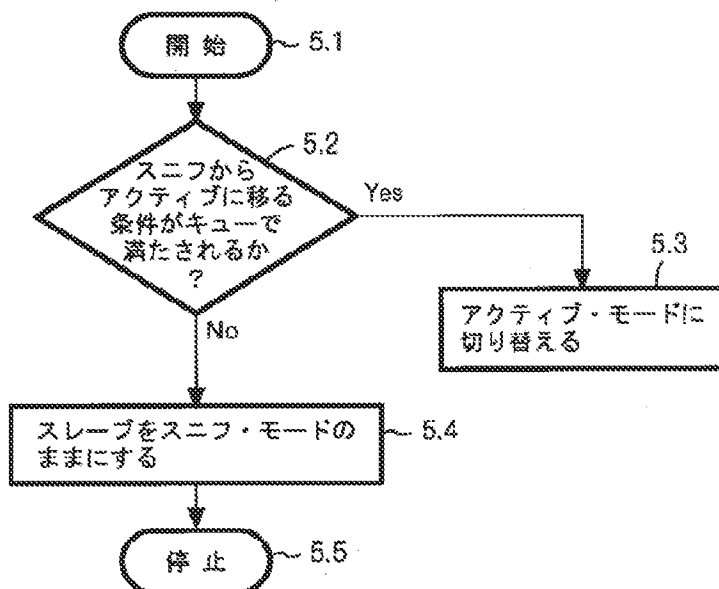 開 始
5.1
5.2
スニフから
アクティブに移る
条件がキューで
満たされるか
?
Yes
5.3
アクティブ・モードに
切り替える
No
スレーブをスニフ・モードの
ままにする
5.4
停 止
5.5